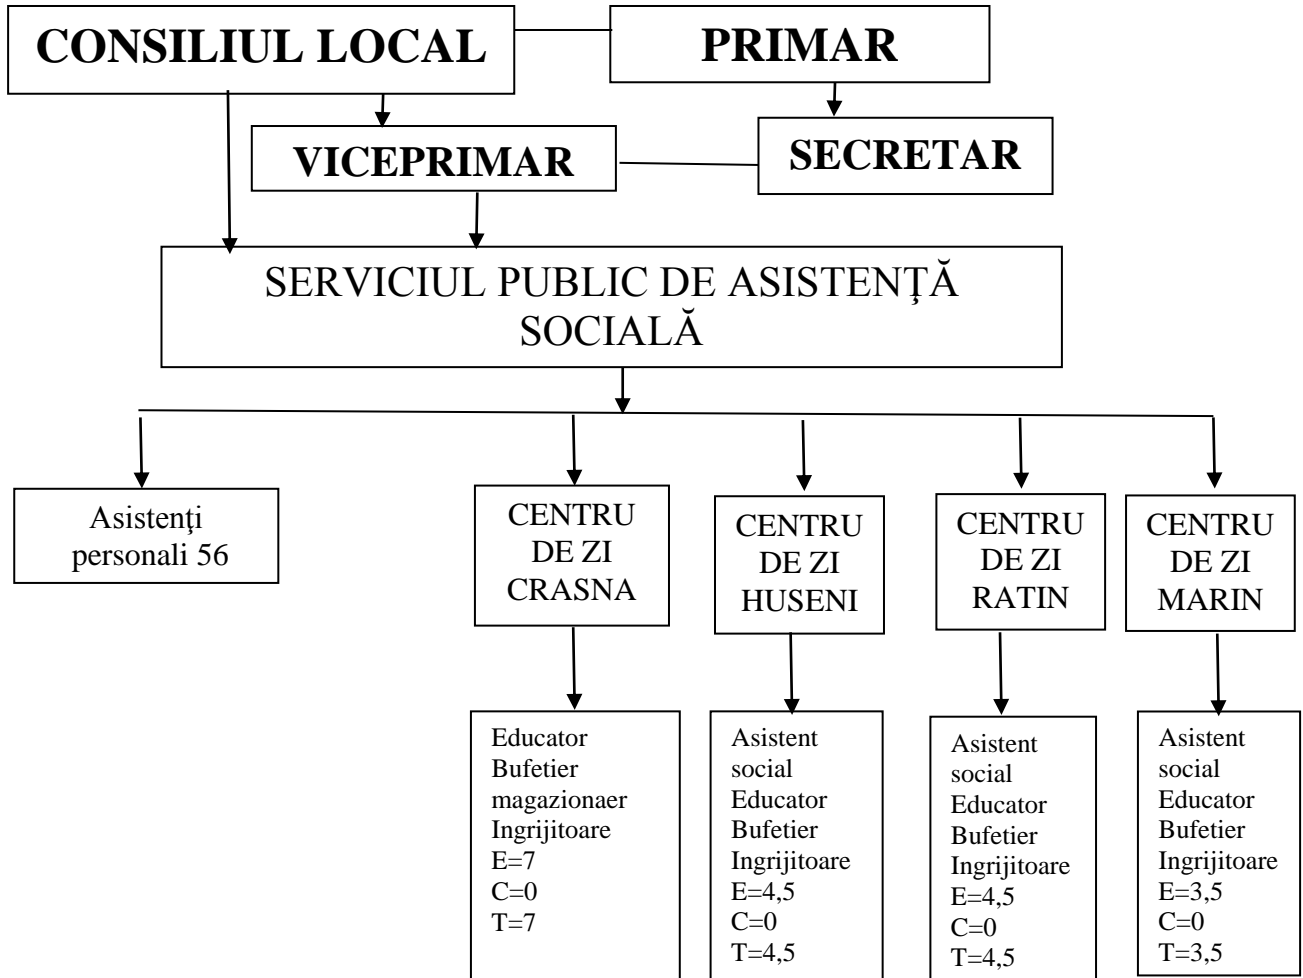 CONSILIUL LOCAL
PRIMAR
VICEPRIMAR
SECRETAR
SERVICIUL PUBLIC DE ASISTENŢĂ
SOCIALĂ
Asistenţi
personali 56
CENTRU
DE ZI
CRASNA
CENTRU
DE ZI
HUSENI
CENTRU
DE ZI
RATIN
CENTRU
DE ZI
MARIN
Educator
Bufetier
magazionaer
Ingrijitoare
E=7
C=0
T=7
Asistent
social
Educator
Bufetier
Ingrijitoare
E=4,5
C=0
T=4,5
Asistent
social
Educator
Bufetier
Ingrijitoare
E=4,5
C=0
T=4,5
Asistent
social
Educator
Bufetier
Ingrijitoare
E=3,5
C=0
T=3,5